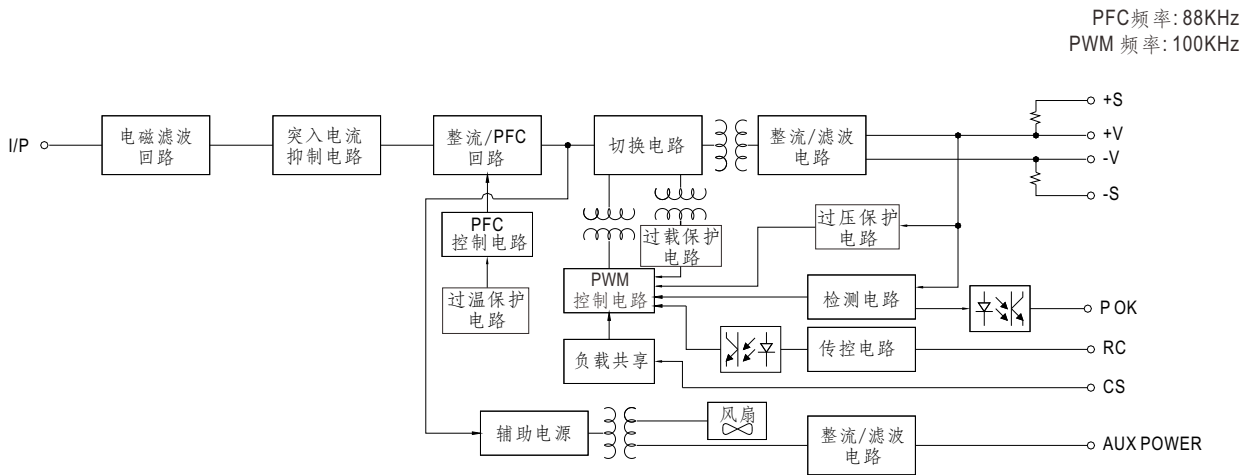 PFC频率: 88KHz
PWM 频率: 100KHz
I/P
电磁滤波
回路
突入电流
抑制电路
整流/PFC
回路
切换电路
整流/滤波
电路
+S
+V
-V
-S
PFC
控制电路
过载保护
电路
过压保护
电路
过温保护
电路
PWM
控制电路
检测电路
P OK
负载共享
传控电路
RC
CS
辅助电源
风扇
整流/滤波
电路
AUX POWER